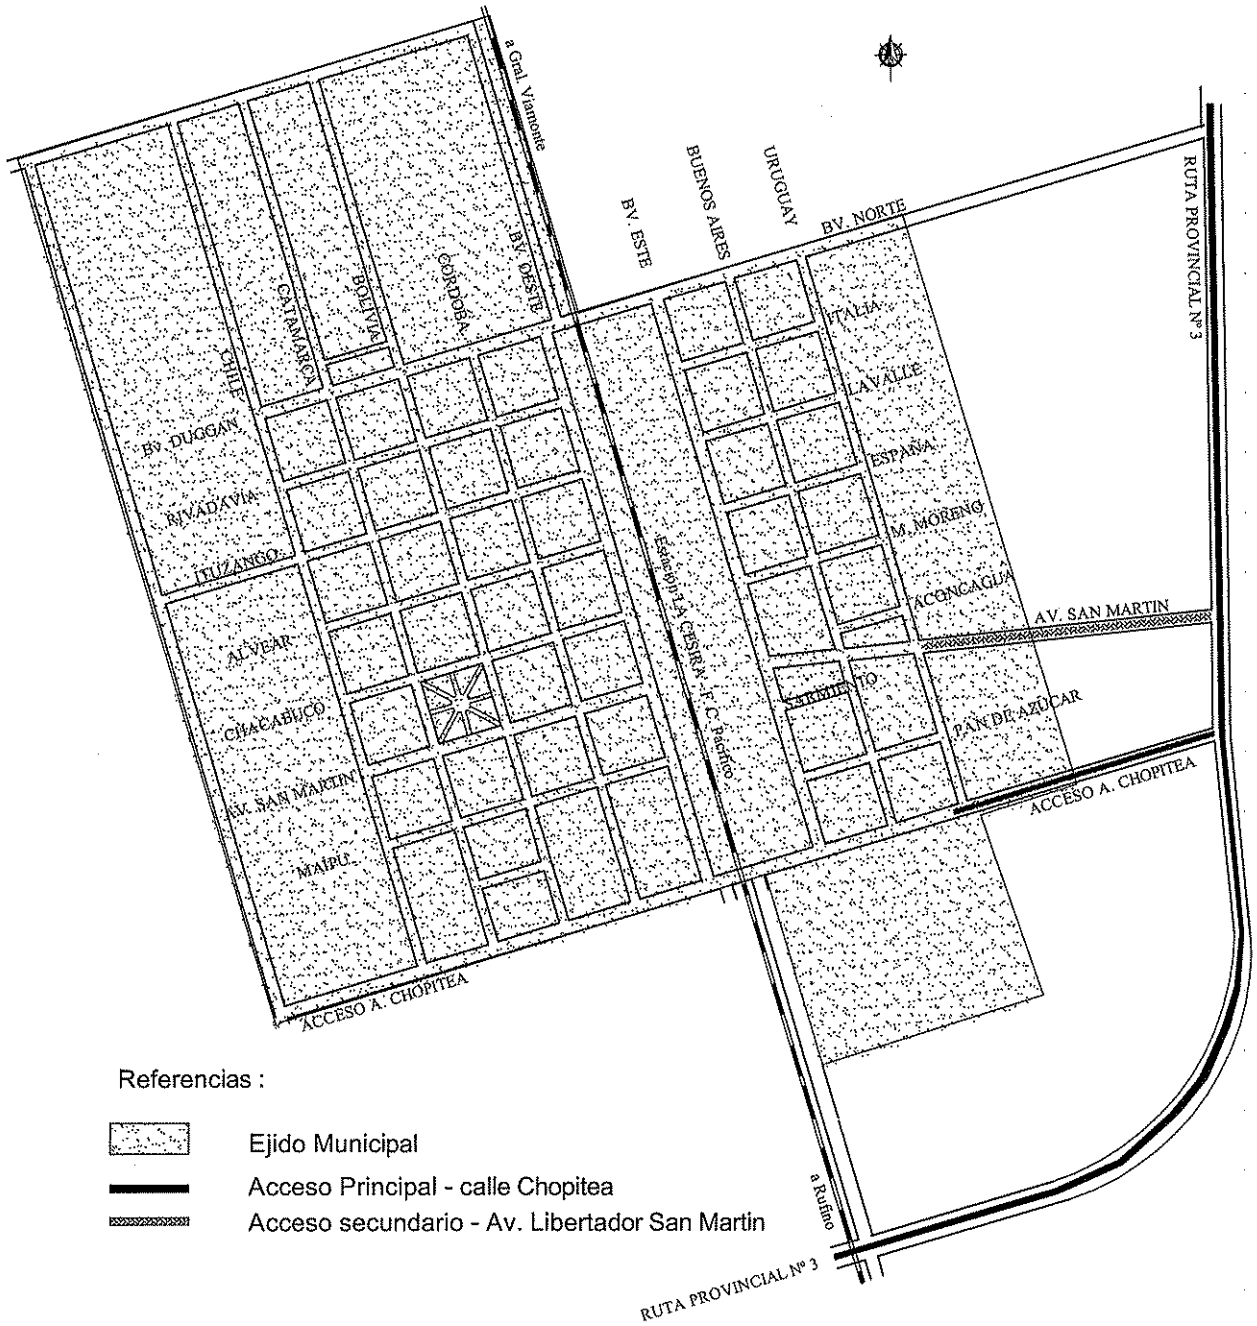 a Gral. Viamonte
RUTA PROVINCIAL Nº 3
BV. ESTE
BUENOS AIRES
URUGUAY
BV. NORTE
BV. OESTE
CORDOBA
BOLIVIA
CATAMARCA
CHILE
ITALIA
LAVALLE
ESPAÑA
M. MORENO
ACONCAGUA
AV. SAN MARTIN
SARMIENTO
PAN DE AZUCAR
ACCESO A. CHOPITEA
BV. DUGGAN
RIVADAVIA
ITUZANGO
ALVEAR
CHACABUCO
AV. SAN MARTIN
MAIPU
Estación LA CESIRA - F. C. Pacífico
ACCESO A. CHOPITEA
a Rufino
RUTA PROVINCIAL Nº 3
Referencias :
Ejido Municipal
Acceso Principal - calle Chopitea
Acceso secundario - Av. Libertador San Martin